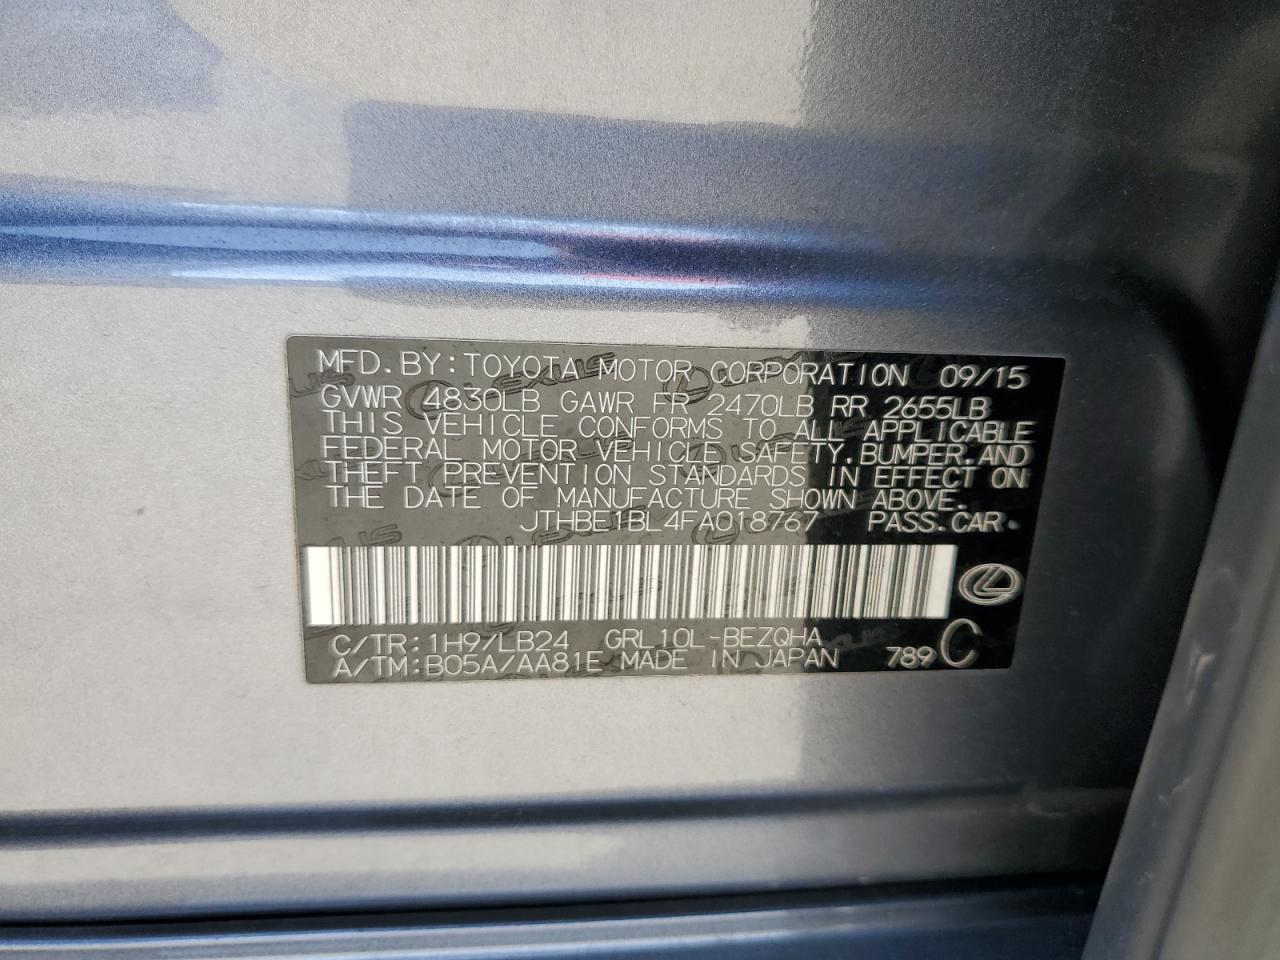 MFD. BY: TOYOTA MOTOR CORPORATION 09/15
GVWR 4830LB GAWR FR 2470LB RR 2655LB
THIS VEHICLE CONFORMS TO ALL APPLICABLE
FEDERAL MOTOR VEHICLE SAFETY, BUMPER, AND
THEFT PREVENTION STANDARDS IN EFFECT ON
THE DATE OF MANUFACTURE SHOWN ABOVE.
JTHBE1BL4FA018767 PASS. CAR.
C/TR: 1H9/LB24 GRL10L-BEZQHA
A/TM: B05A/AA81E MADE IN JAPAN 789 C